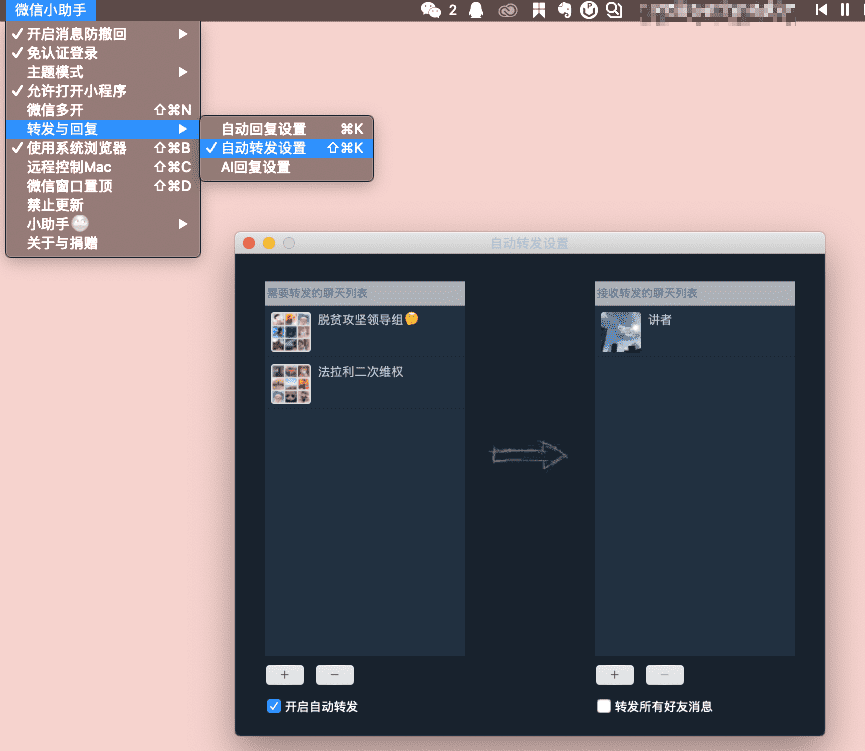 微信小助手
2
✓ 开启消息防撤回 ▶
✓ 免认证登录
主题模式 ▶
✓ 允许打开小程序
微信多开 ⇧⌘N
转发与回复 ▶
✓ 使用系统浏览器 ⇧⌘B
远程控制Mac ⇧⌘C
微信窗口置顶 ⇧⌘D
禁止更新
小助手 ▶
关于与捐赠
自动回复设置 ⌘K
✓ 自动转发设置 ⇧⌘K
AI回复设置
自动转发设置
需要转发的聊天列表
脱贫攻坚领导组🤔
法拉利二次维权
接收转发的聊天列表
讲者
+ −
+ −
开启自动转发
转发所有好友消息